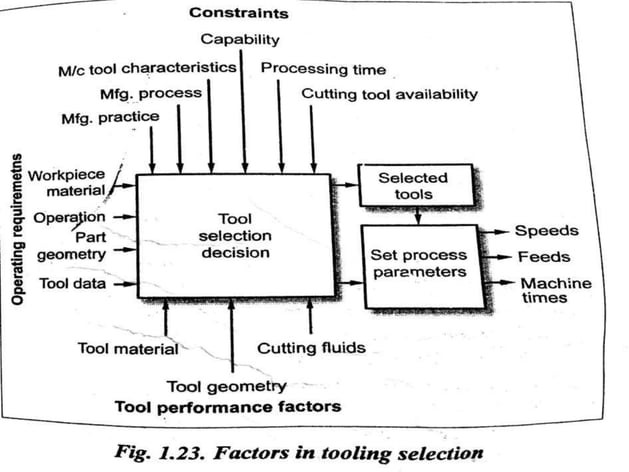 Constraints
Capability
M/c tool characteristics
Processing time
Mfg. process
Cutting tool availability
Mfg. practice
Operating requiremetns
Workpiece
material
Operation
Part
geometry
Tool data
Tool
selection
decision
Selected
tools
Set process
parameters
Speeds
Feeds
Machine
times
Tool material
Cutting fluids
Tool geometry
Tool performance factors
Fig. 1.23. Factors in tooling selection